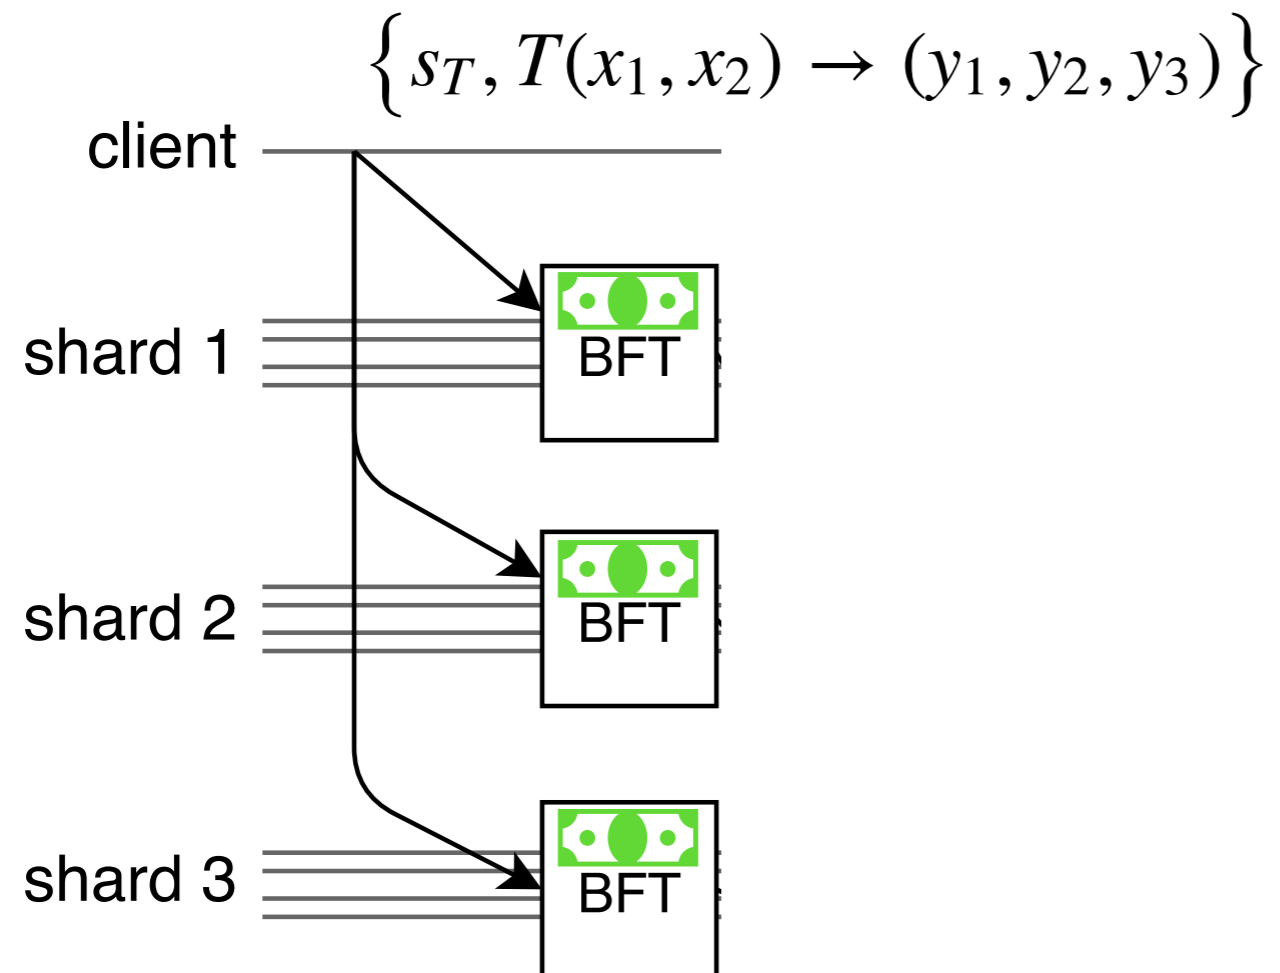 {s_T, T(x_1, x_2) → (y_1, y_2, y_3)}
client
shard 1
BFT
shard 2
BFT
shard 3
BFT